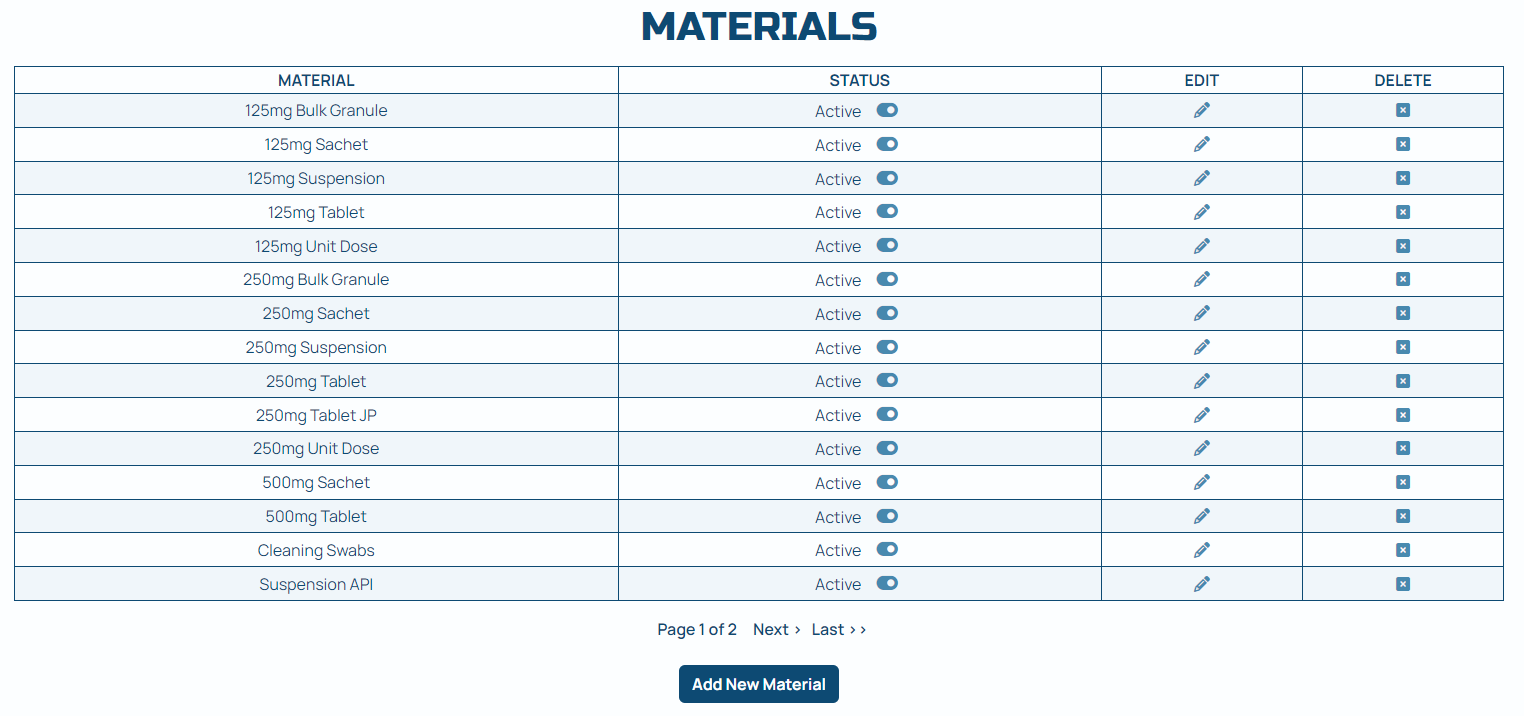 MATERIALS
MATERIAL STATUS EDIT DELETE
125mg Bulk Granule Active
125mg Sachet Active
125mg Suspension Active
125mg Tablet Active
125mg Unit Dose Active
250mg Bulk Granule Active
250mg Sachet Active
250mg Suspension Active
250mg Tablet Active
250mg Tablet JP Active
250mg Unit Dose Active
500mg Sachet Active
500mg Tablet Active
Cleaning Swabs Active
Suspension API Active
Page 1 of 2 Next › Last ››
Add New Material